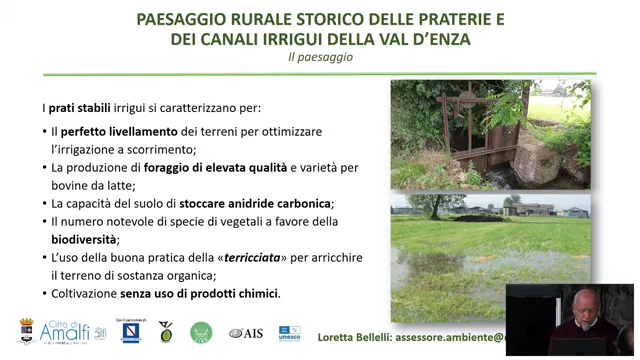 PAESAGGIO RURALE STORICO DELLE PRATERIE E
DEI CANALI IRRIGUI DELLA VAL D’ENZA
Il paesaggio
I prati stabili irrigui si caratterizzano per:
• Il perfetto livellamento dei terreni per ottimizzare
l’irrigazione a scorrimento;
• La produzione di foraggio di elevata qualità e varietà per
bovine da latte;
• La capacità del suolo di stoccare anidride carbonica;
• Il numero notevole di specie di vegetali a favore della
biodiversità;
• L’uso della buona pratica della «terricciata» per arricchire
il terreno di sostanza organica;
• Coltivazione senza uso di prodotti chimici.
Città di
Amalfi
AIS
unesco
Loretta Bellelli: assessore.ambiente@